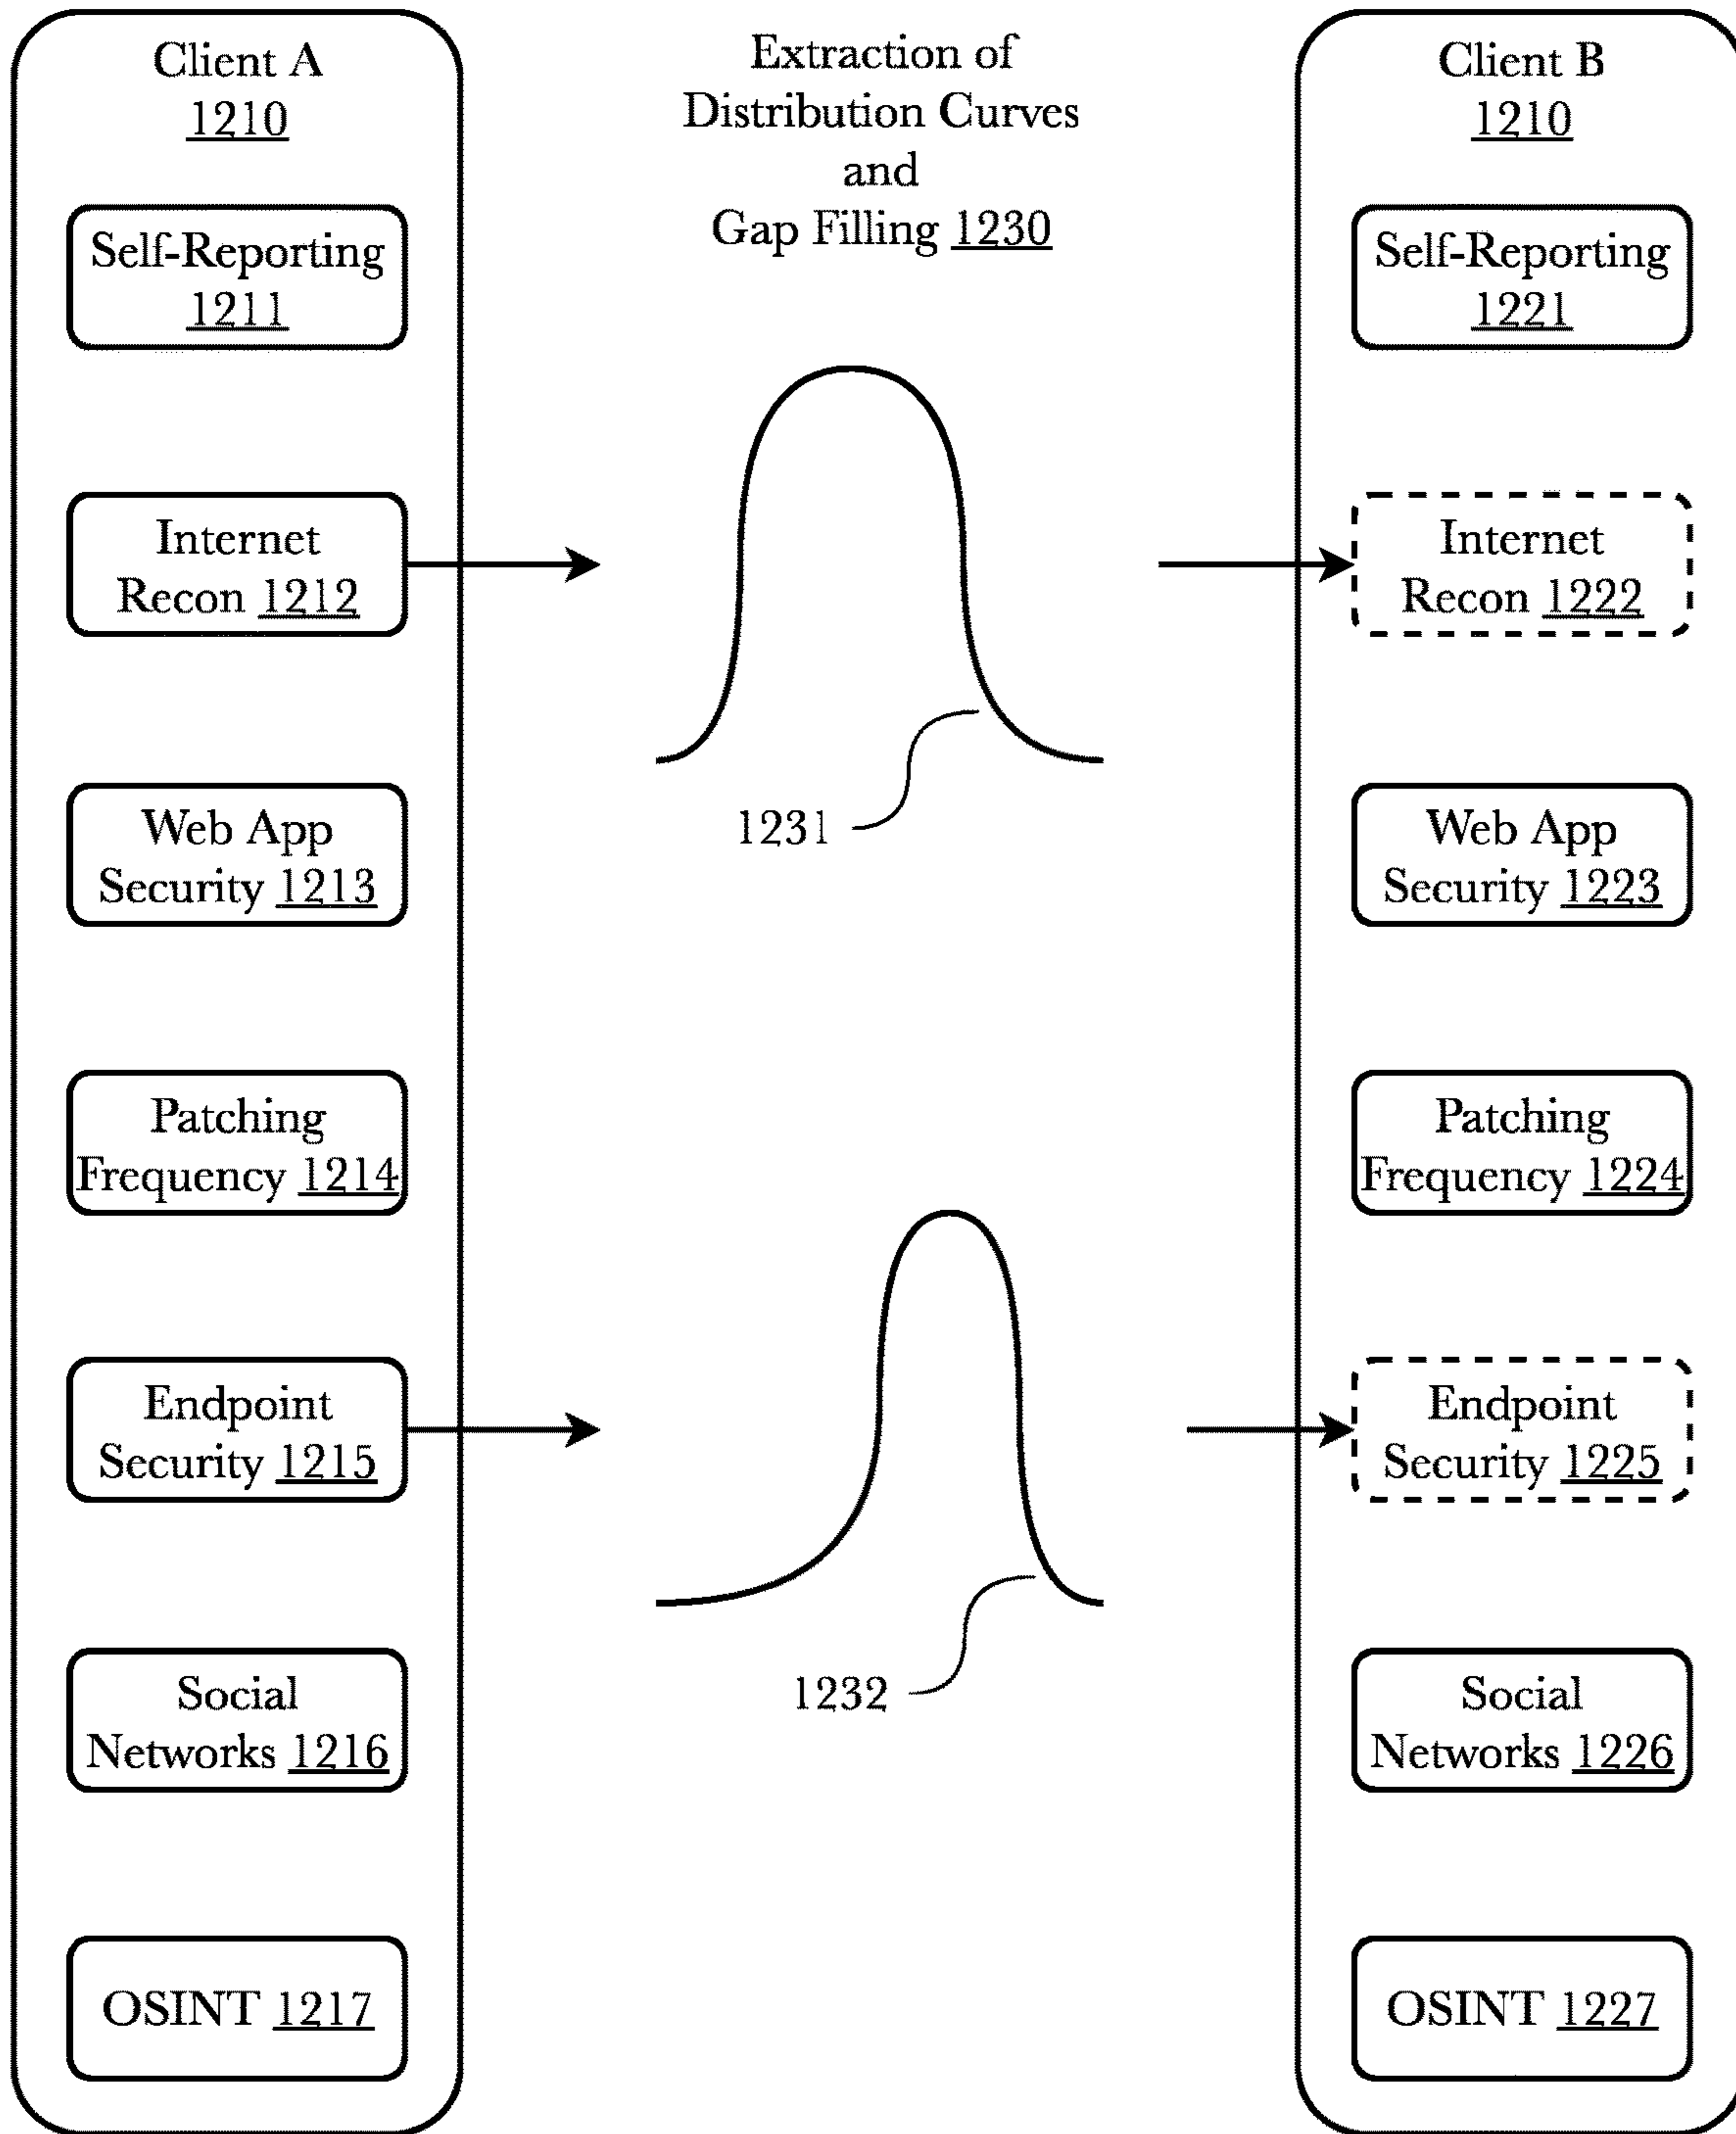 Client A
1210
Self-Reporting
1211
Internet
Recon 1212
Web App
Security 1213
Patching
Frequency 1214
Endpoint
Security 1215
Social
Networks 1216
OSINT 1217
Extraction of
Distribution Curves
and
Gap Filling 1230
1231
1232
Client B
1210
Self-Reporting
1221
Internet
Recon 1222
Web App
Security 1223
Patching
Frequency 1224
Endpoint
Security 1225
Social
Networks 1226
OSINT 1227